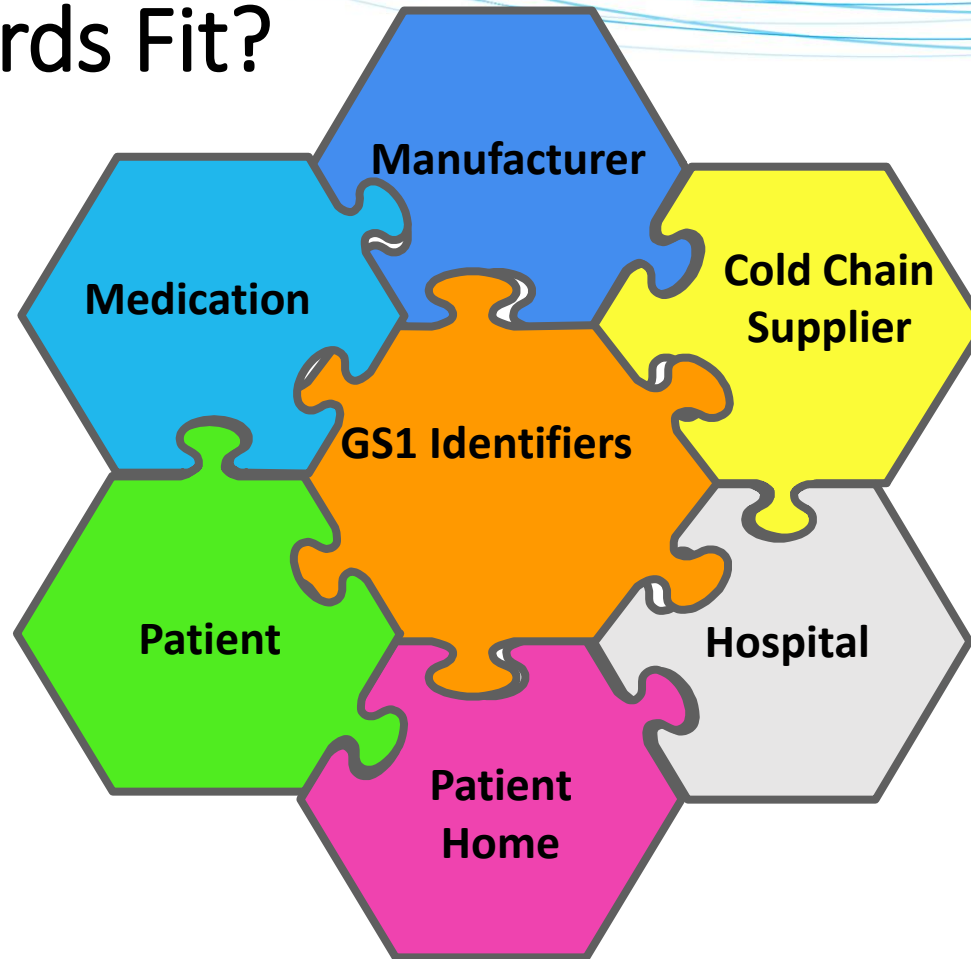 rds Fit?
Manufacturer
Cold Chain
Supplier
Medication
GS1 Identifiers
Patient
Hospital
Patient
Home